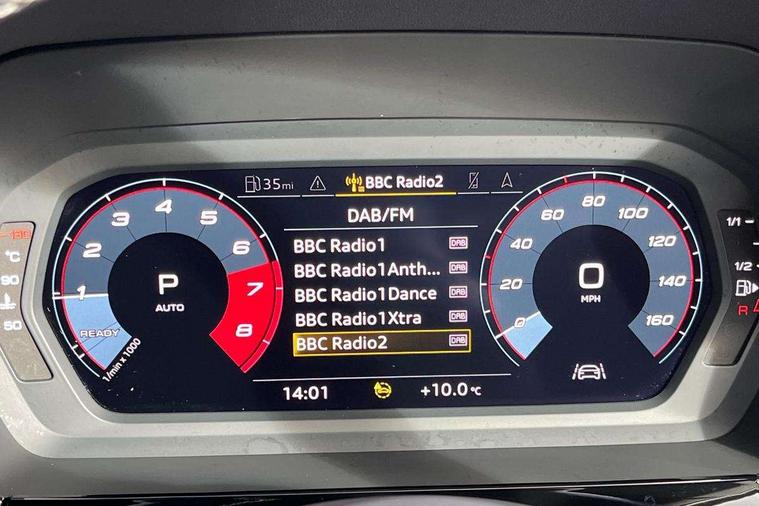 35mi
BBC Radio2
DAB/FM
BBC Radio1 DAB
BBC Radio1Anth... DAB
BBC Radio1Dance DAB
BBC Radio1Xtra DAB
BBC Radio2 DAB
14:01
+10.0 °C
READY 1 2 3 4 5 6 7 8
1/min x 1000
P
AUTO
0 20 40 60 80 100 120 140 160
0
MPH
130
°C
90
50
1/1
1/2
R